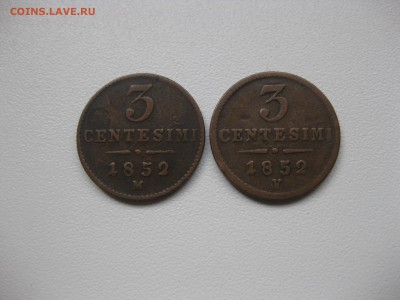 COINS.LAVE.RU
3
CENTESIMI
1852
M
3
CENTESIMI
1852
V